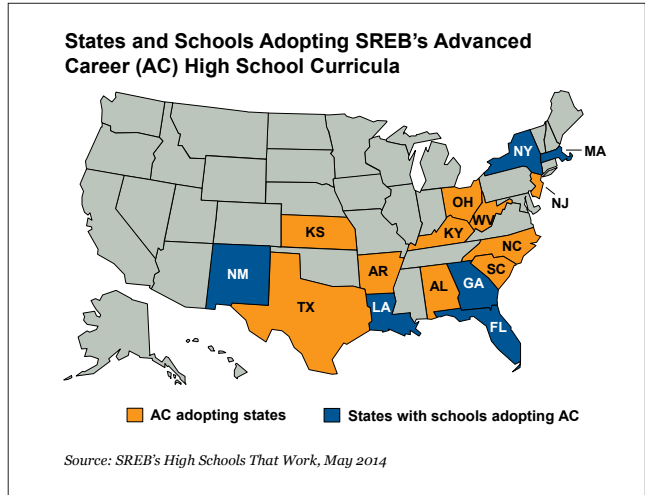 States and Schools Adopting SREB's Advanced
Career (AC) High School Curricula
NY
MA
NJ
OH
WV
KS
KY
NC
NM
AR
SC
TX
LA
AL
GA
FL
AC adopting states
States with schools adopting AC
Source: SREB's High Schools That Work, May 2014